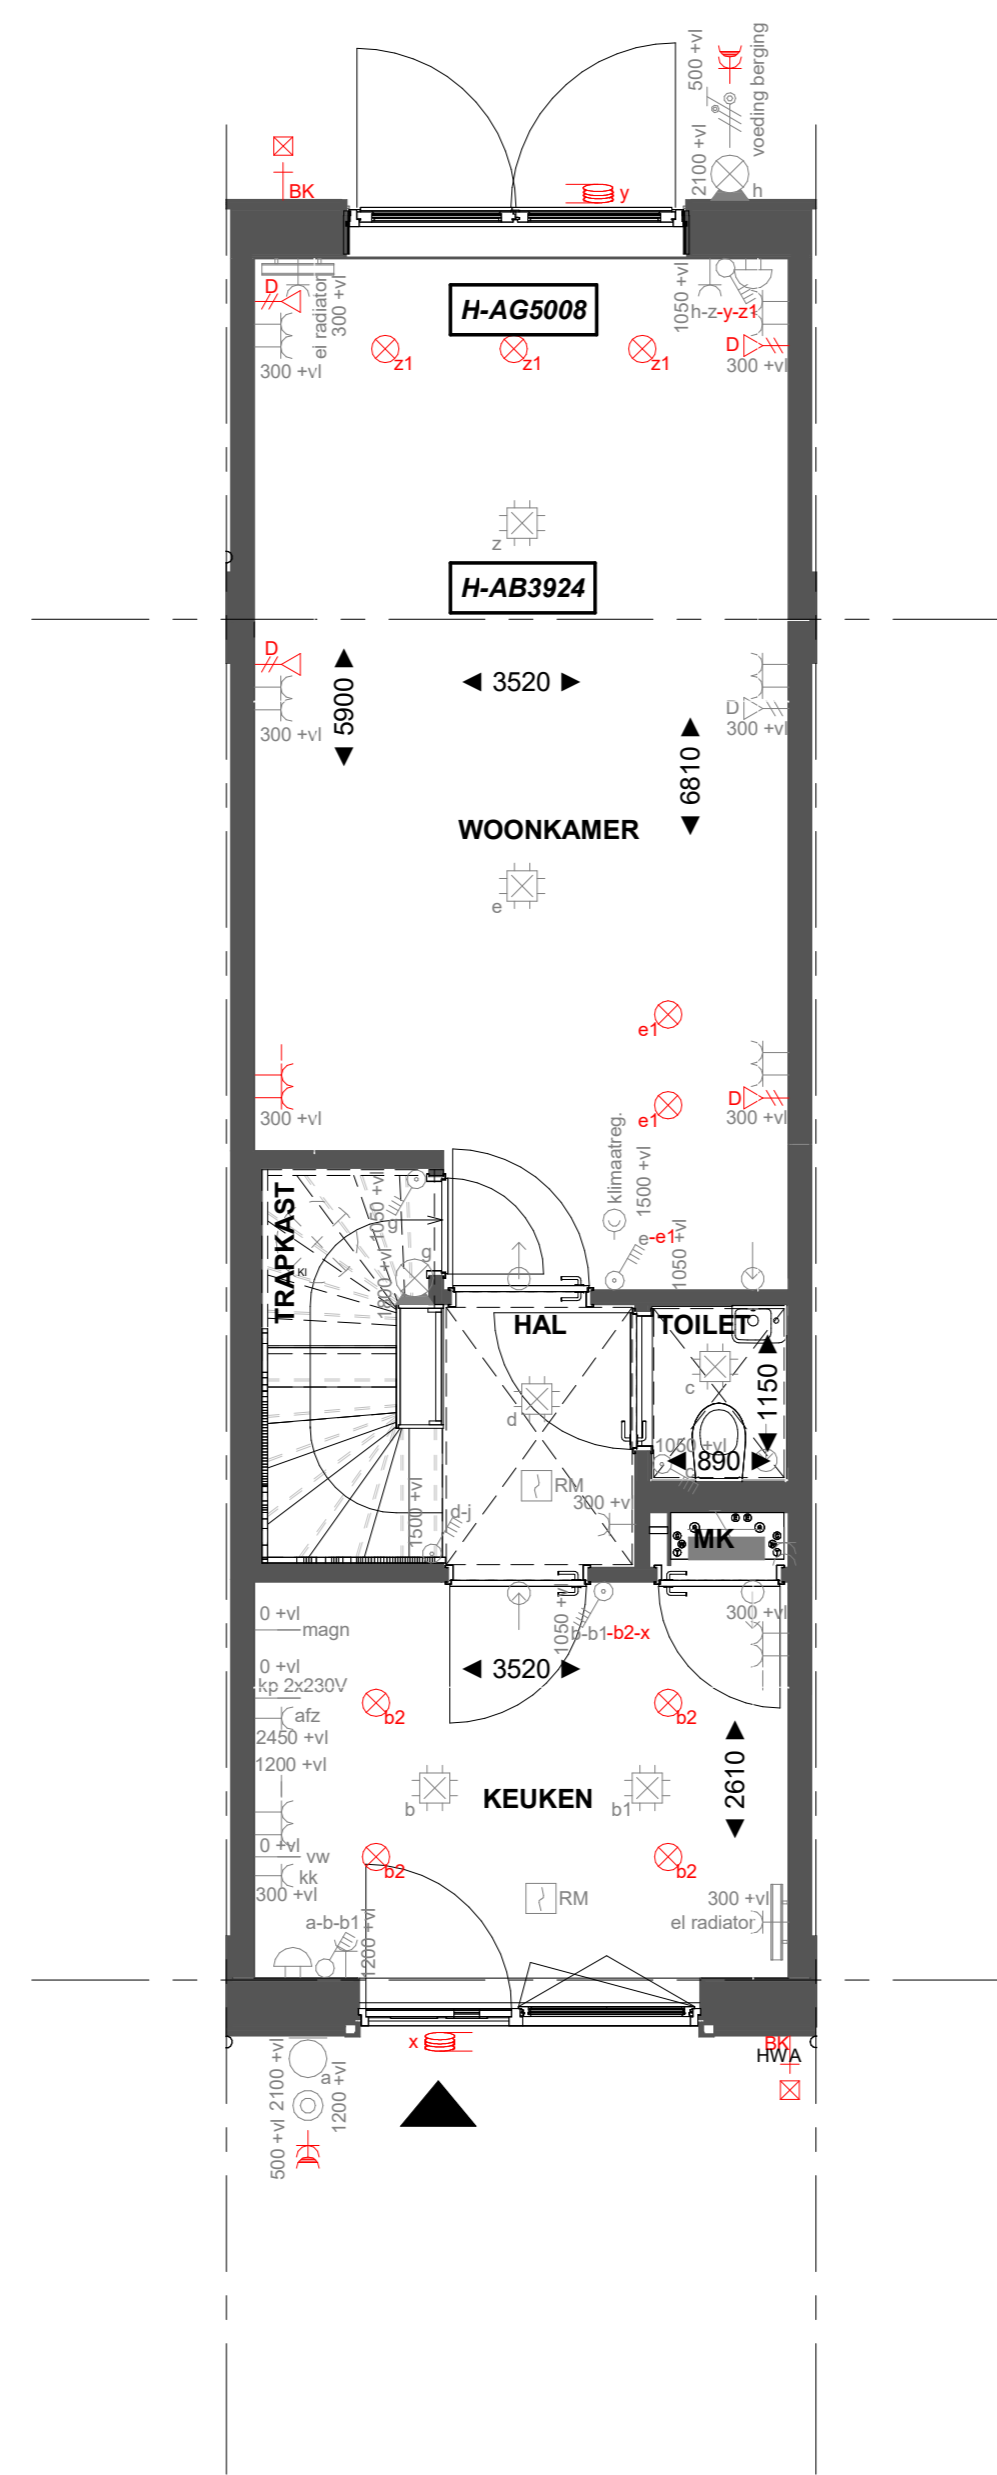 500 +vl
voeding berging
2100 +vl
h
BK
y
D
el radiator
300 +vl
300 +vl
H-AG5008
1050 +vl
h-z-y-z1
D
300 +vl
z1
z1
z1
z
H-AB3924
D
300 +vl
5900
3520
D
300 +vl
6810
WOONKAMER
e
e1
e1
300 +vl
D
300 +vl
klimaatreg.
1500 +vl
e-e1
1050 +vl
TRAPKAST
1050 +vl
g
g
KI
HAL
TOILET
c
1150
d
1050 +vl
890
RM
300 +v
1500 +vl
d-j
MK
0 +vl
magn
1050 +vl
b-b1-b2-x
300 +vl
0 +vl
kp 2x230V
afz
2450 +vl
1200 +vl
3520
b2
b2
2610
b
KEUKEN
b1
0 +vl
vw
kk
300 +vl
b2
b2
RM
300 +vl
el radiator
a-b-b1
1200 +vl
x
BK
HWA
2100 +vl
a
1200 +vl
500 +vl